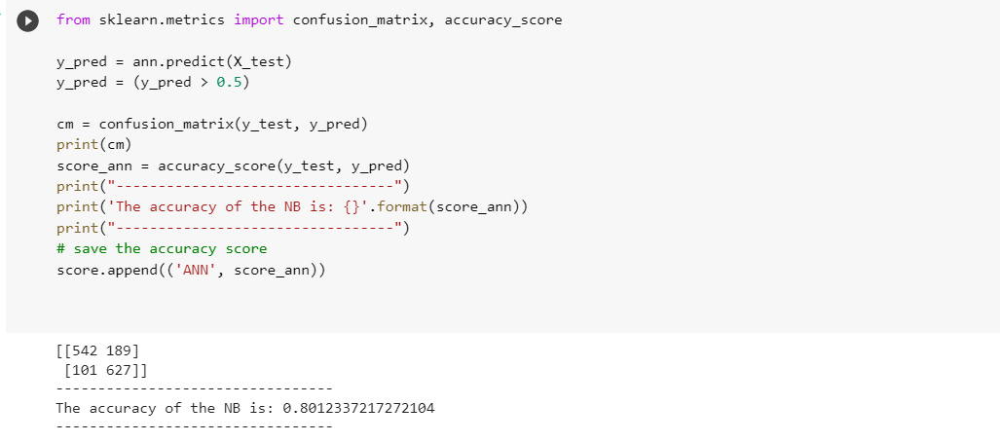 from sklearn.metrics import confusion_matrix, accuracy_score
y_pred = ann.predict(X_test)
y_pred = (y_pred > 0.5)
cm = confusion_matrix(y_test, y_pred)
print(cm)
score_ann = accuracy_score(y_test, y_pred)
print("---------------------------------")
print('The accuracy of the NB is: {}'.format(score_ann))
print("---------------------------------")
# save the accuracy score
score.append(('ANN', score_ann))
[[542 189]
 [101 627]]
---------------------------------
The accuracy of the NB is: 0.8012337217272104
---------------------------------